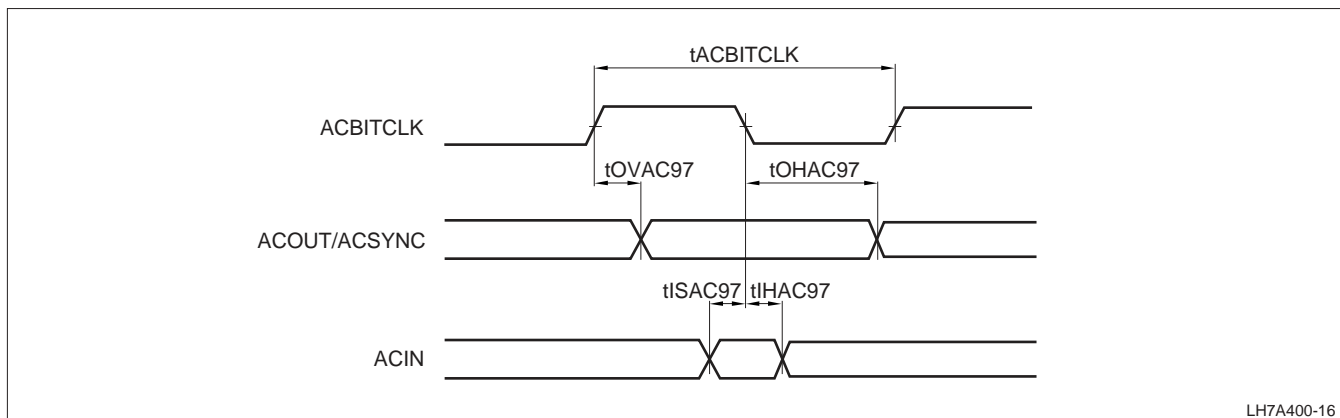 tACBITCLK
ACBITCLK
tOVAC97 tOHAC97
ACOUT/ACSYNC
tISAC97 tIHAC97
ACIN
LH7A400-16